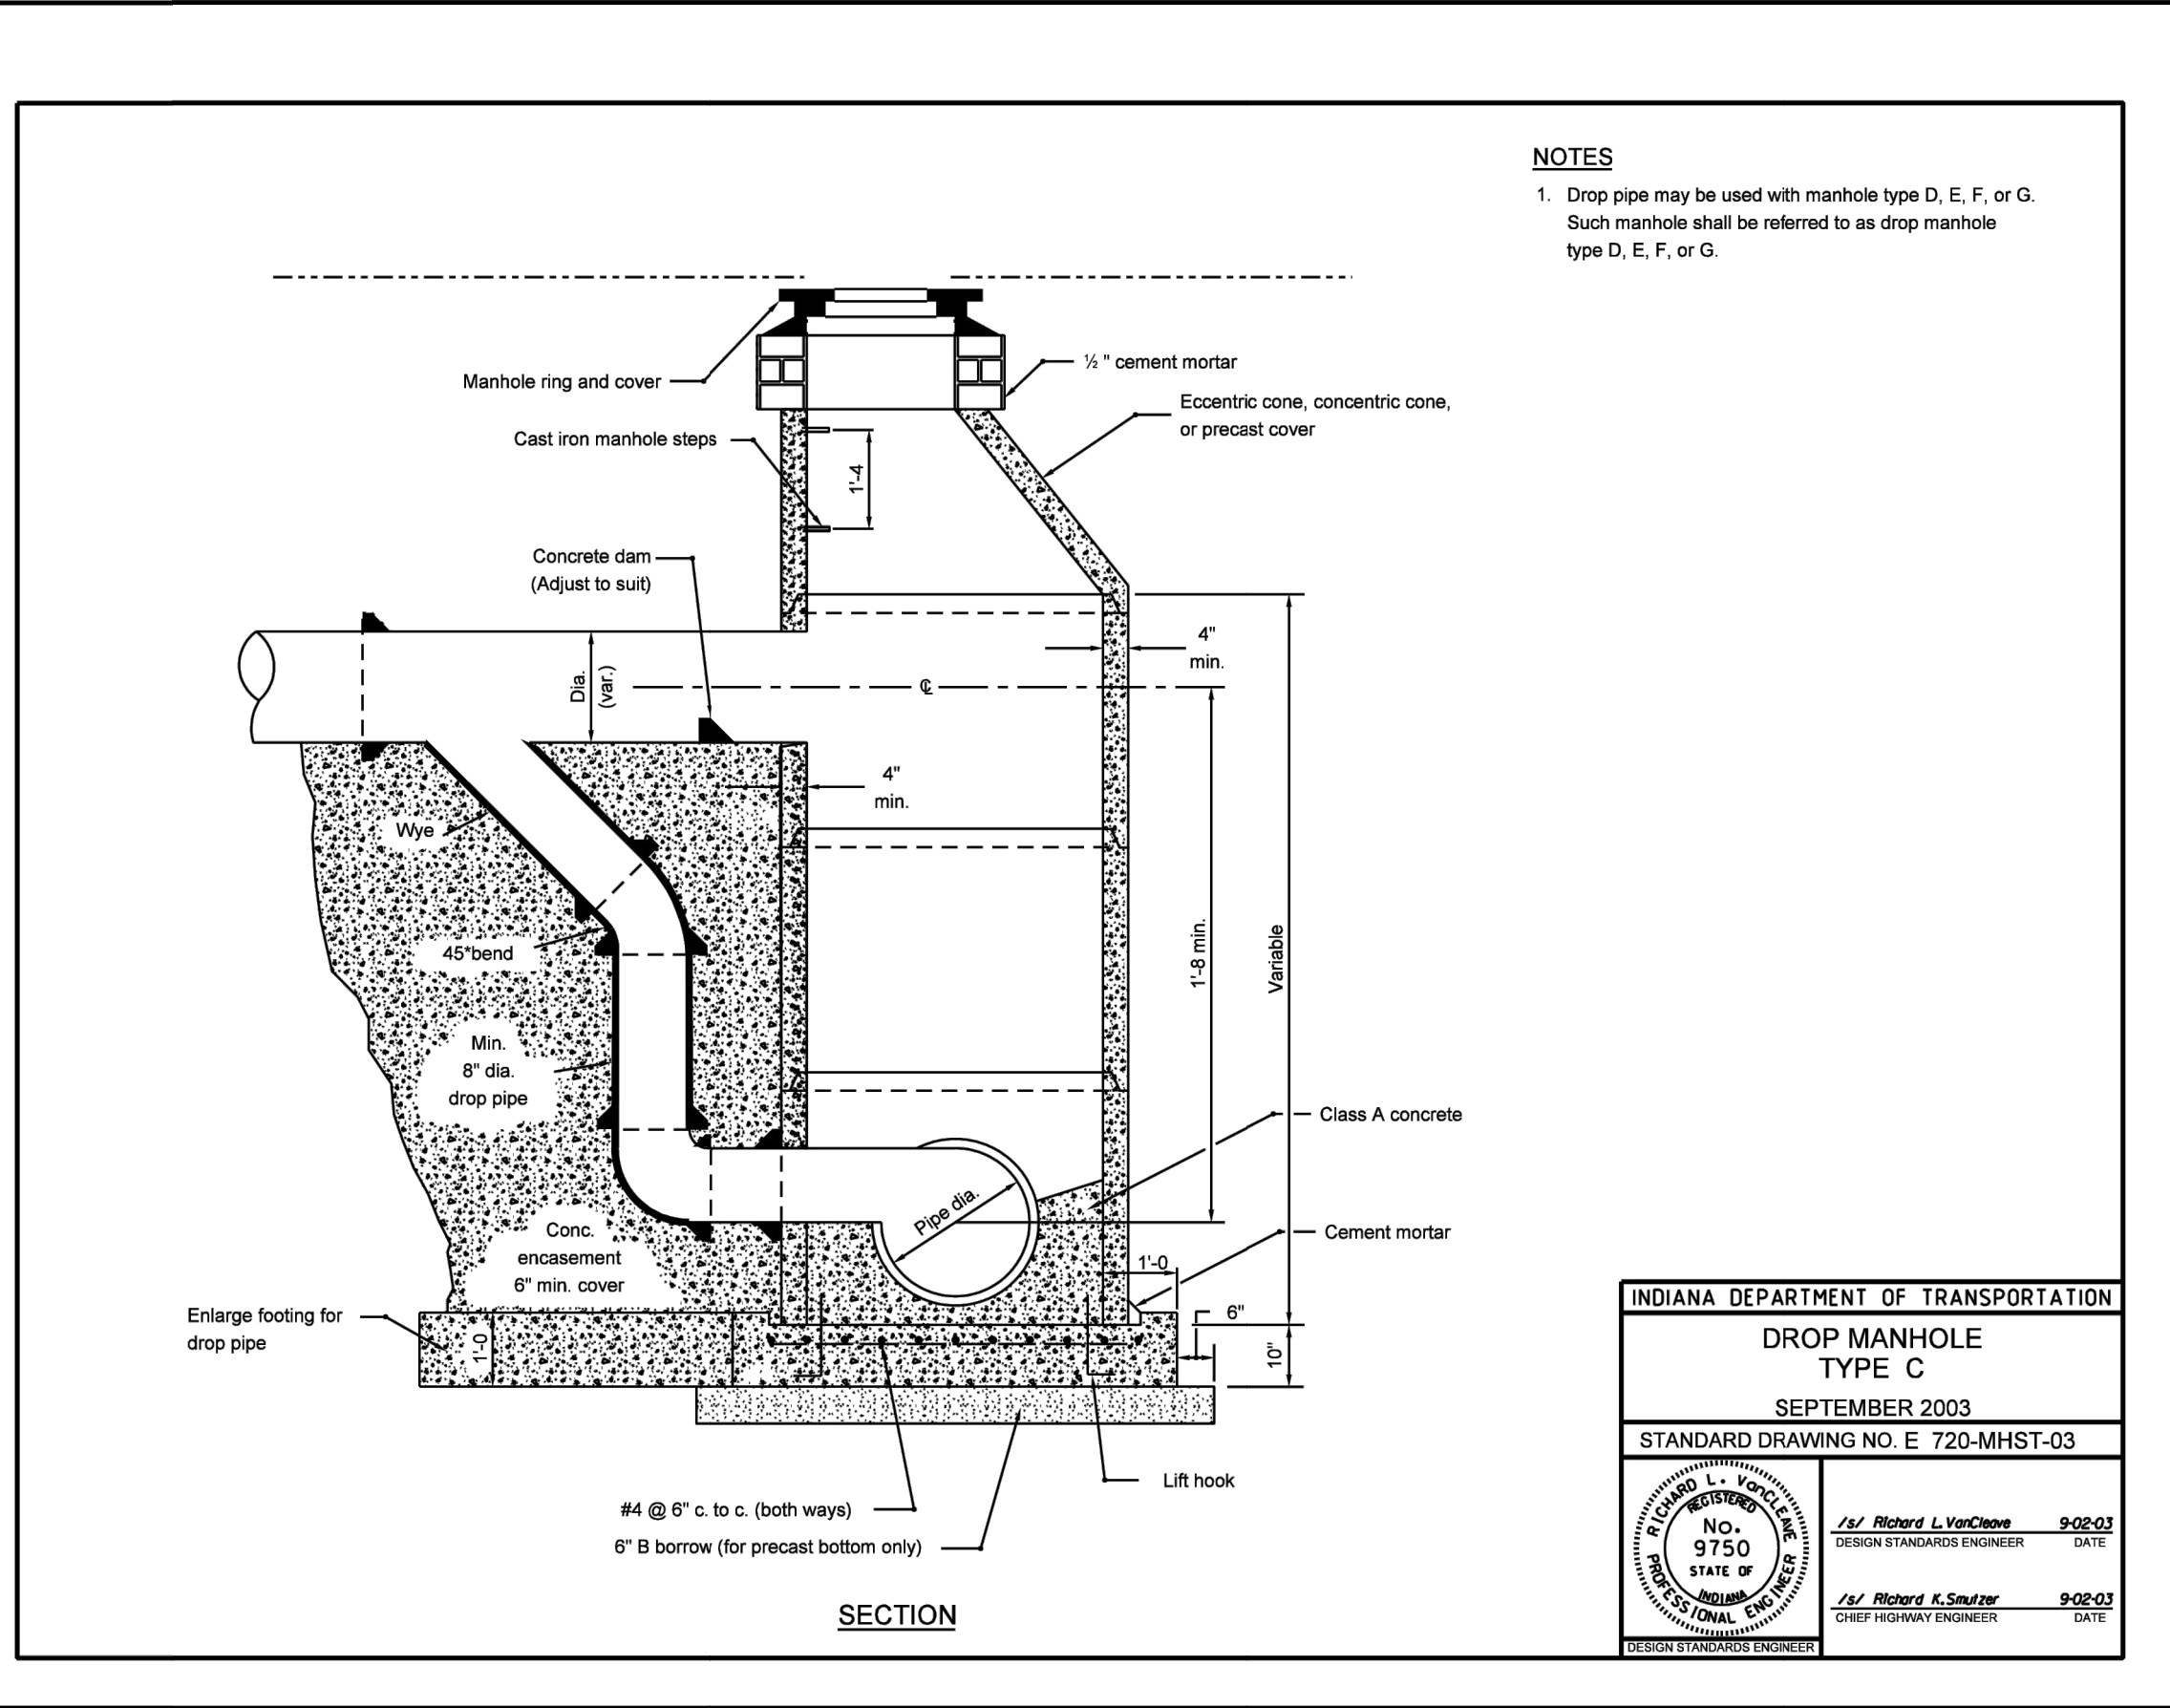 NOTES
1. Drop pipe may be used with manhole type D, E, F, or G.
Such manhole shall be referred to as drop manhole
type D, E, F, or G.
Manhole ring and cover
½ " cement mortar
Eccentric cone, concentric cone,
or precast cover
Cast iron manhole steps
1'-4
Concrete dam
(Adjust to suit)
4"
min.
Dia.
(var.)
℄
4"
min.
Wye
45*bend
1'-8 min.
Variable
Min.
8" dia.
drop pipe
Class A concrete
Pipe dia.
Conc.
encasement
6" min. cover
Cement mortar
1'-0
Enlarge footing for
drop pipe
1'-0
6"
10"
Lift hook
#4 @ 6" c. to c. (both ways)
6" B borrow (for precast bottom only)
SECTION
INDIANA DEPARTMENT OF TRANSPORTATION
DROP MANHOLE
TYPE C
SEPTEMBER 2003
STANDARD DRAWING NO. E 720-MHST-03
RICHARD L. VanCLEAVE
REGISTERED
No.
9750
STATE OF
INDIANA
PROFESSIONAL ENGINEER
DESIGN STANDARDS ENGINEER
/s/ Richard L. VanCleave 9-02-03
DESIGN STANDARDS ENGINEER DATE
/s/ Richard K. Smutzer 9-02-03
CHIEF HIGHWAY ENGINEER DATE